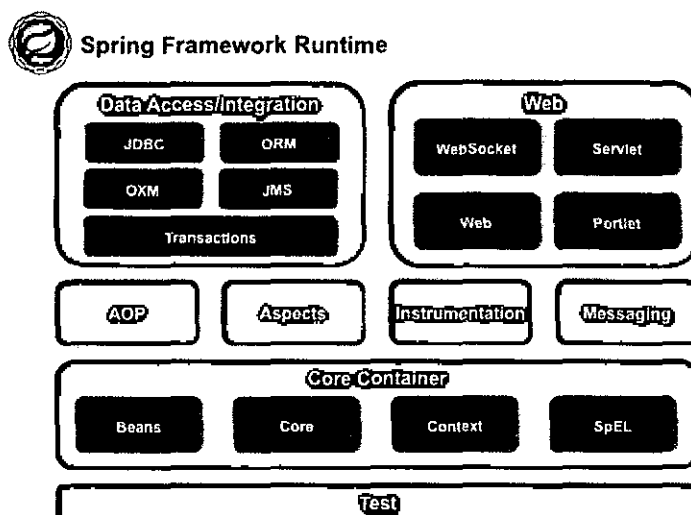 Spring Framework Runtime
Data Access/Integration
JDBC
ORM
OXM
JMS
Transactions
Web
WebSocket
Servlet
Web
Portlet
AOP
Aspects
Instrumentation
Messaging
Core Container
Beans
Core
Context
SpEL
Test